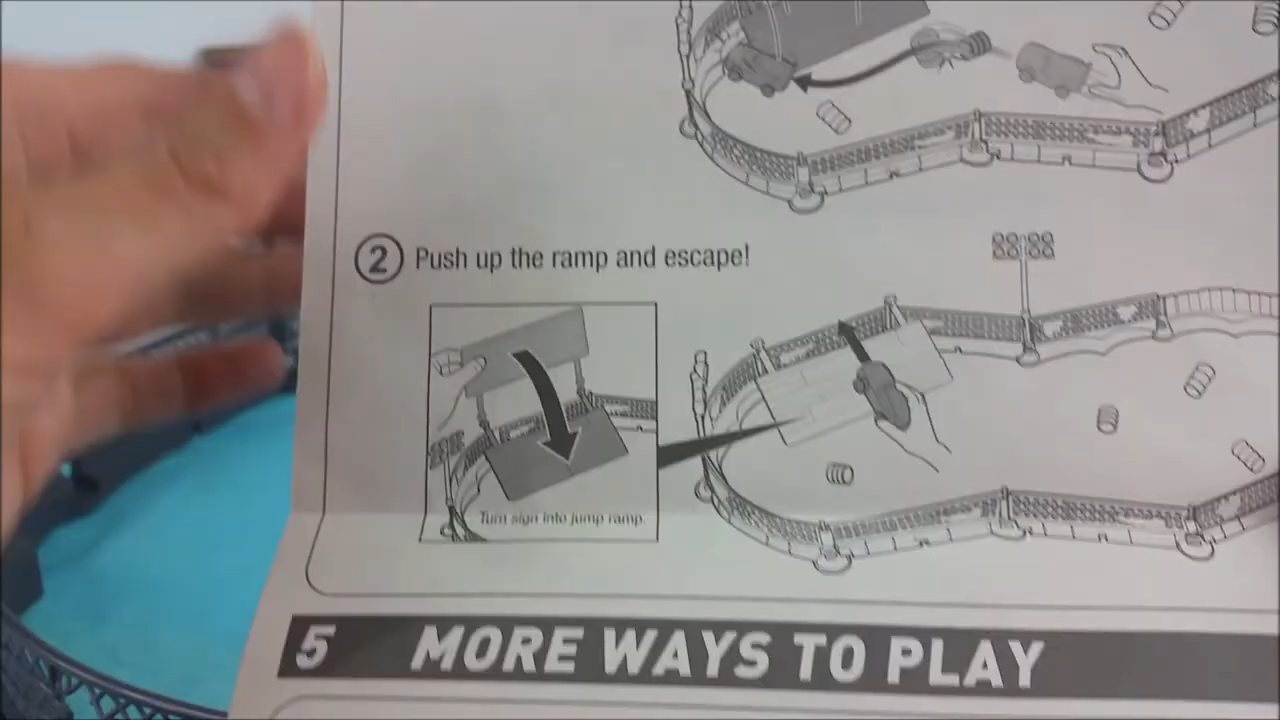 2 Push up the ramp and escape!
Turn sign into jump ramp.
5 MORE WAYS TO PLAY